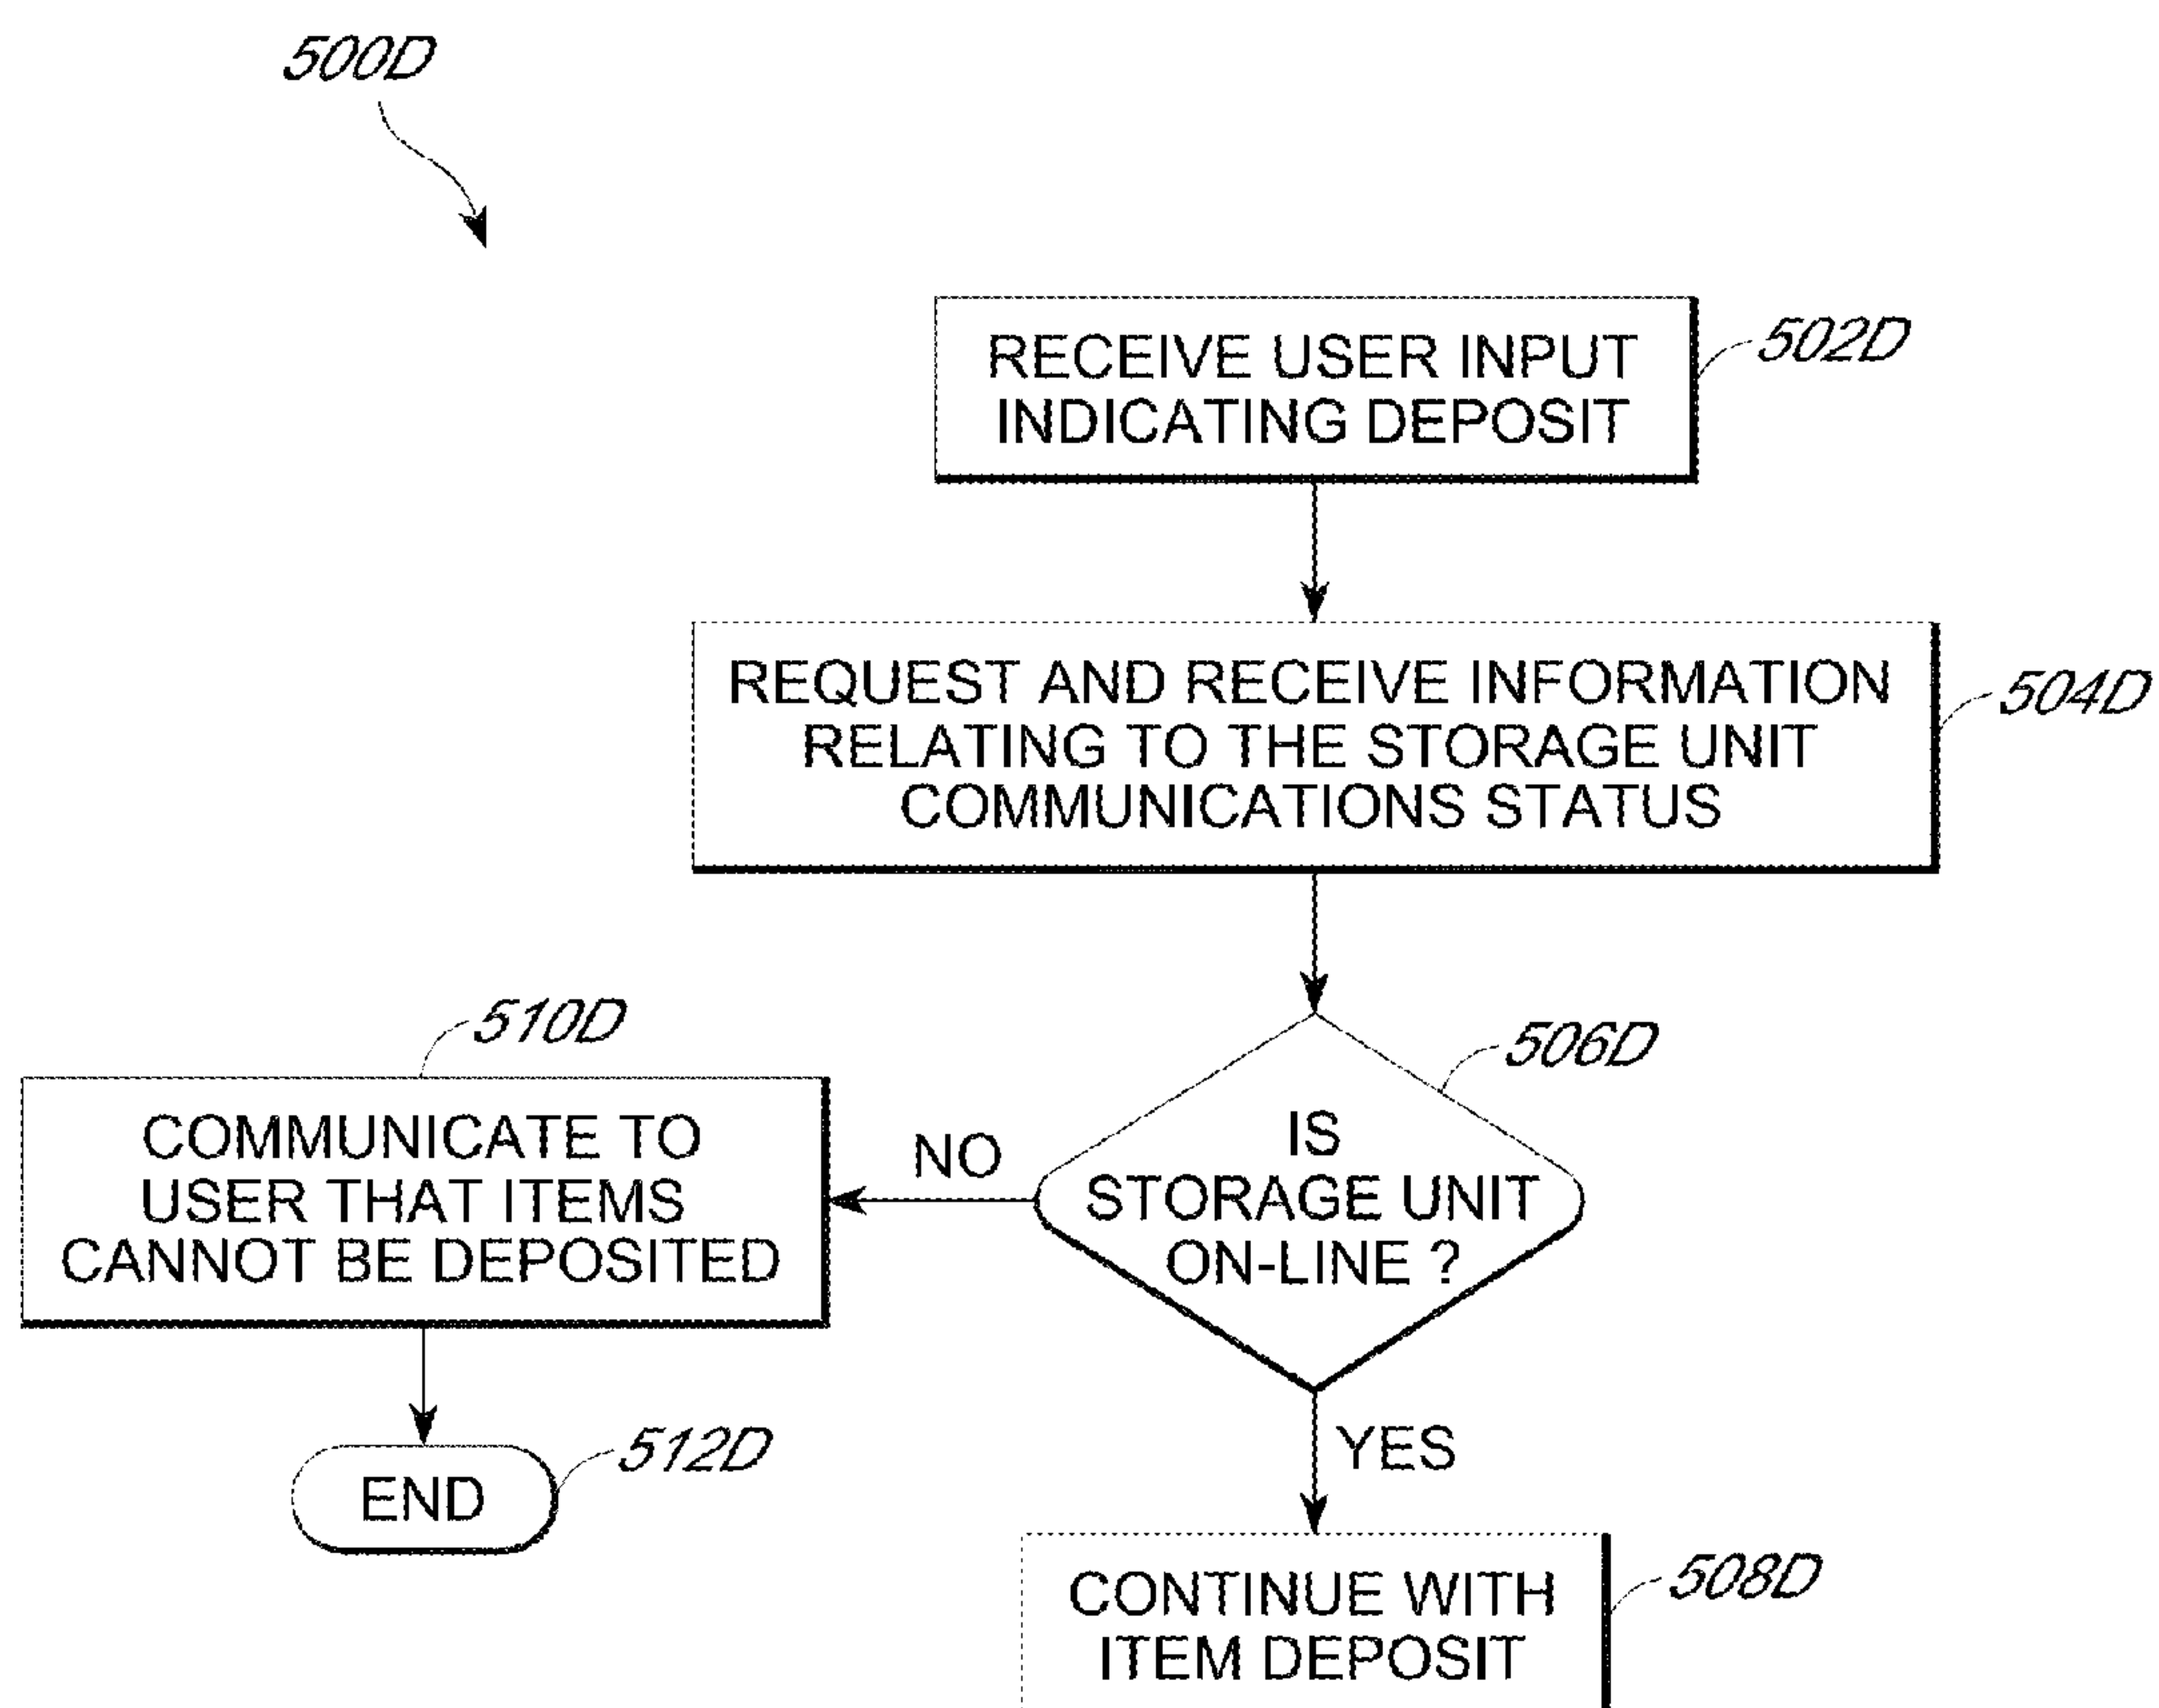 500D
RECEIVE USER INPUT
INDICATING DEPOSIT
502D
REQUEST AND RECEIVE INFORMATION
RELATING TO THE STORAGE UNIT
COMMUNICATIONS STATUS
504D
510D
COMMUNICATE TO
USER THAT ITEMS
CANNOT BE DEPOSITED
NO
506D
IS
STORAGE UNIT
ON-LINE ?
END
512D
YES
CONTINUE WITH
ITEM DEPOSIT
508D